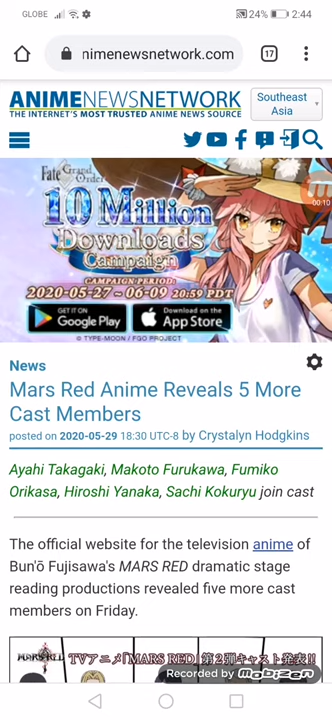 GLOBE 24% 2:44
nimenewsnetwork.com 17
ANIMENEWSNETWORK
THE INTERNET'S MOST TRUSTED ANIME NEWS SOURCE
Southeast
Asia
Fate Grand Order
10 Million
Downloads
Campaign
00:10
CAMPAIGN PERIOD:
2020-05-27 ~ 06-09 20:59 PDT
GET IT ON
Google Play
Download on the
App Store
© TYPE-MOON / FGO PROJECT
News
Mars Red Anime Reveals 5 More
Cast Members
posted on 2020-05-29 18:30 UTC-8 by Crystalyn Hodgkins
Ayahi Takagaki, Makoto Furukawa, Fumiko
Orikasa, Hiroshi Yanaka, Sachi Kokuryu join cast
The official website for the television anime of
Bun'ō Fujisawa's MARS RED dramatic stage
reading productions revealed five more cast
members on Friday.
MARS RED TVアニメ『MARS RED』第2弾キャスト発表!!
Recorded by mobizen